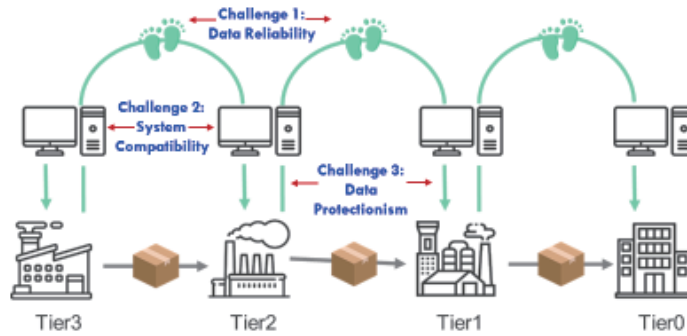 Challenge 1:
Data Reliability
Challenge 2:
System
Compatibility
Challenge 3:
Data
Protectionism
Tier3
Tier2
Tier1
Tier0